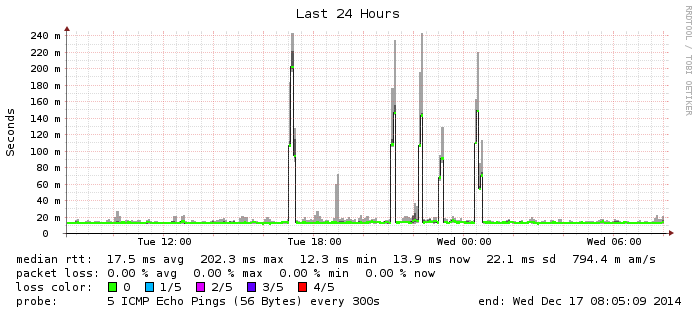 Last 24 Hours
RRDTOOL / TOBI OETIKER
Seconds
240 m
220 m
200 m
180 m
160 m
140 m
120 m
100 m
80 m
60 m
40 m
20 m
0
Tue 12:00 Tue 18:00 Wed 00:00 Wed 06:00
median rtt: 17.5 ms avg 202.3 ms max 12.3 ms min 13.9 ms now 22.1 ms sd 794.4 m am/s
packet loss: 0.00 % avg 0.00 % max 0.00 % min 0.00 % now
loss color: 0 1/5 2/5 3/5 4/5
probe: 5 ICMP Echo Pings (56 Bytes) every 300s end: Wed Dec 17 08:05:09 2014